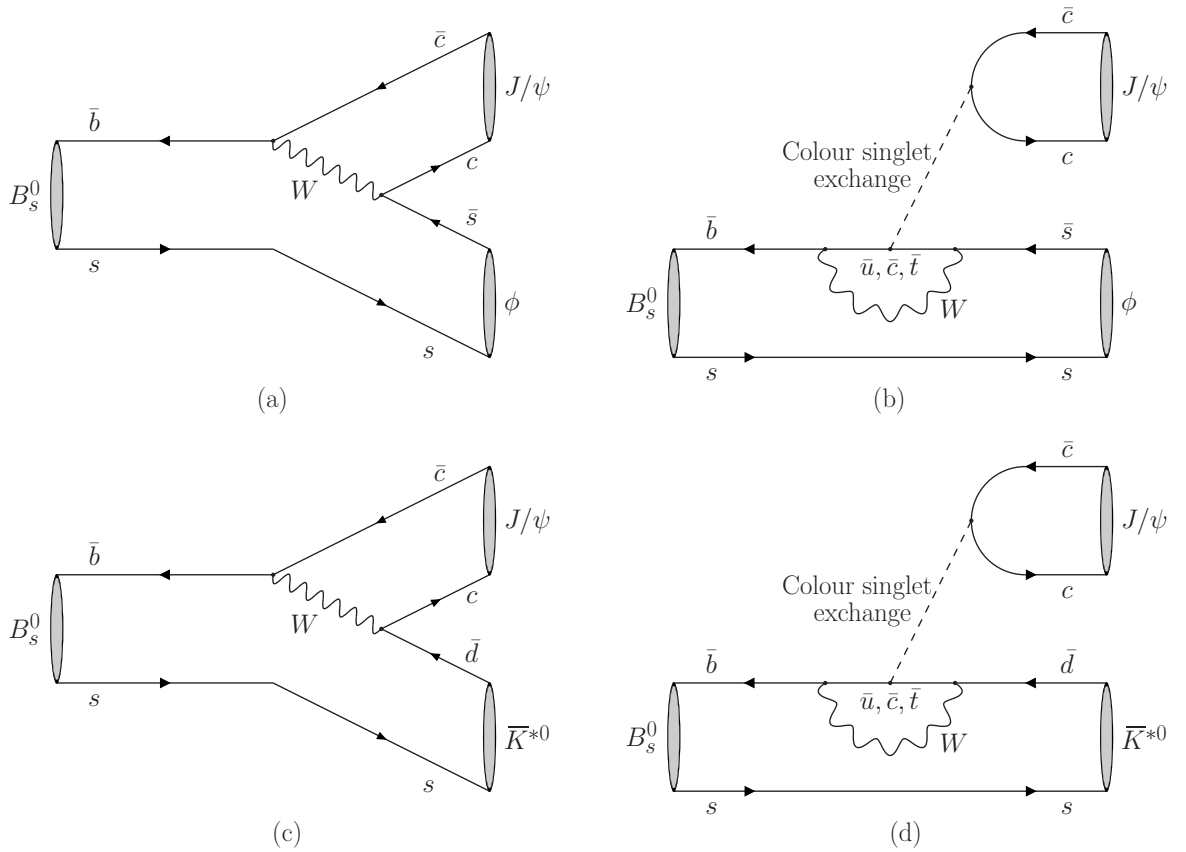 c̄
J/ψ
b̄
c
W
B_s^0
s̄
s
ϕ
s
(a)
c̄
J/ψ
c
Colour singlet
exchange
b̄
s̄
ū, c̄, t̄
B_s^0
W
ϕ
s
s
(b)
c̄
J/ψ
b̄
c
W
B_s^0
d̄
s
K̄*0
s
(c)
c̄
J/ψ
c
Colour singlet
exchange
b̄
d̄
ū, c̄, t̄
B_s^0
W
K̄*0
s
s
(d)